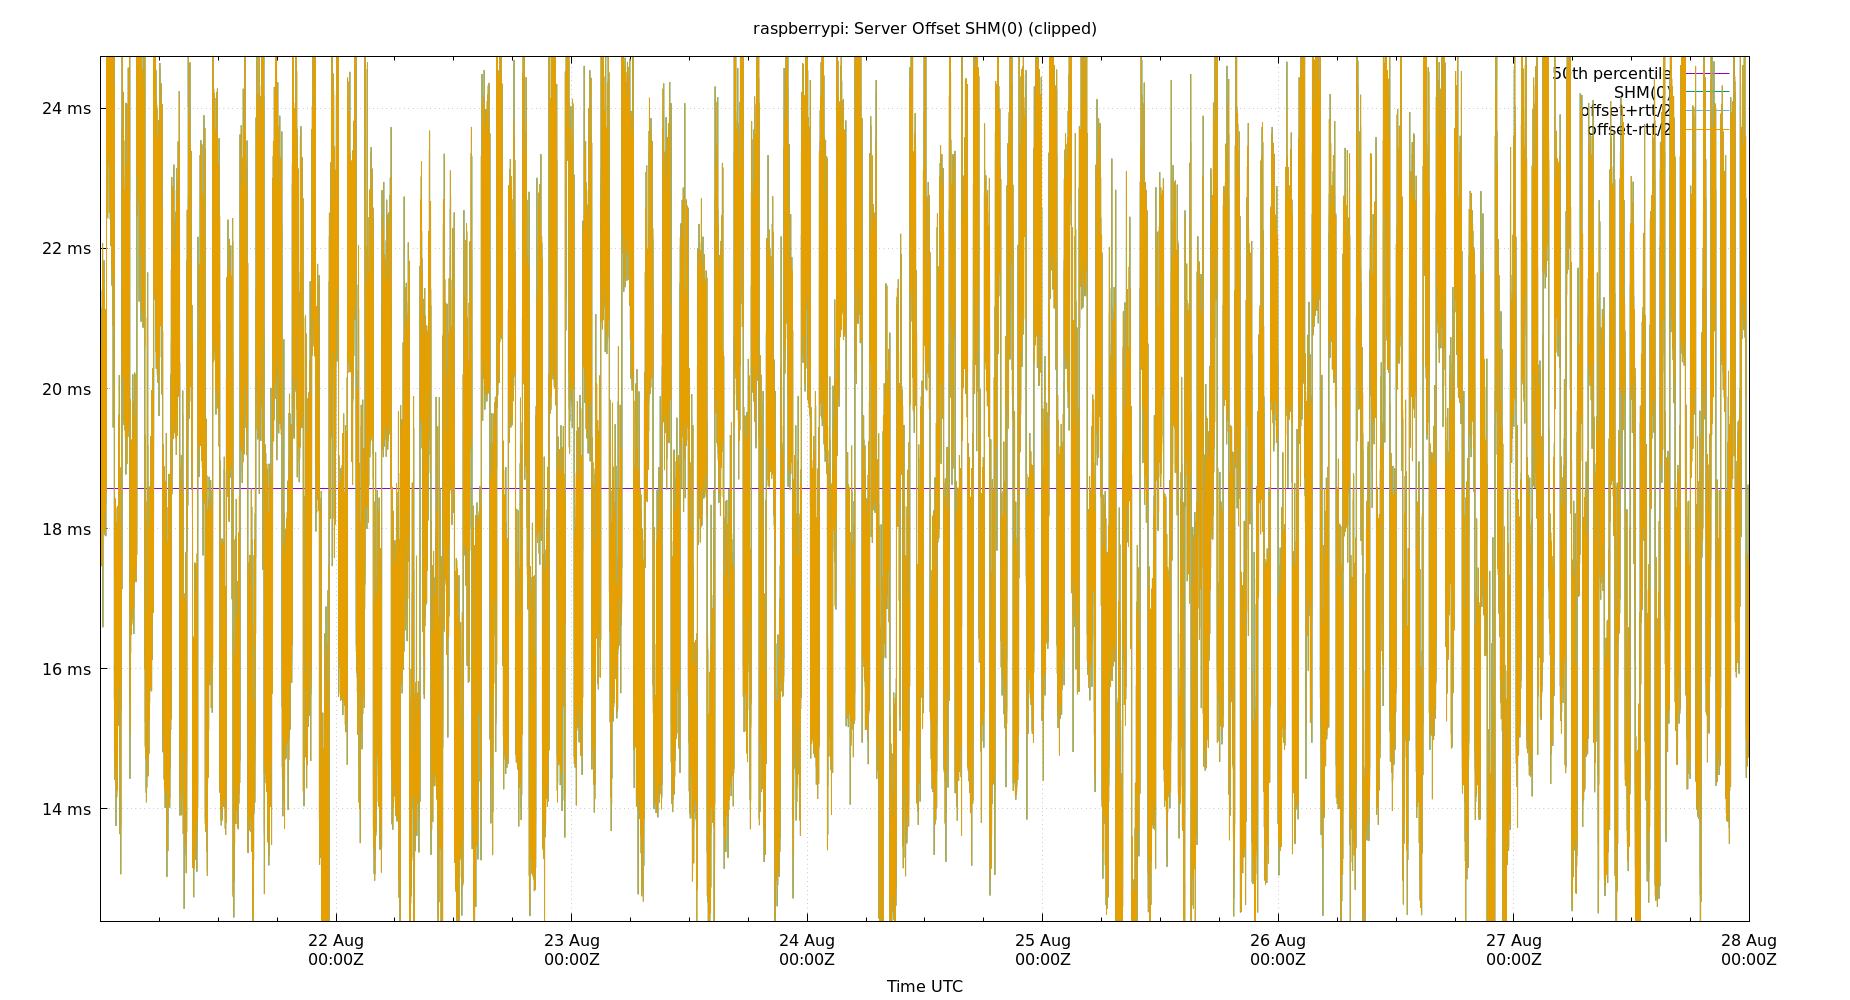 raspberrypi: Server Offset SHM(0) (clipped)
24 ms
22 ms
20 ms
18 ms
16 ms
14 ms
50th percentile
SHM(0)
offset+rtt/2
offset-rtt/2
22 Aug 23 Aug 24 Aug 25 Aug 26 Aug 27 Aug 28 Aug
00:00Z 00:00Z 00:00Z 00:00Z 00:00Z 00:00Z 00:00Z
Time UTC